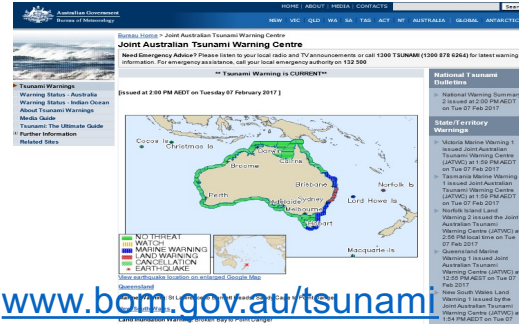 HOME | ABOUT | MEDIA | CONTACTS
Australian Government
Bureau of Meteorology
NSW VIC QLD WA SA TAS ACT NT AUSTRALIA GLOBAL ANTARCTIC
Bureau Home > Joint Australian Tsunami Warning Centre
Joint Australian Tsunami Warning Centre
Need Emergency Advice? Please listen to your local radio and TV announcements or call 1300 TSUNAMI (1300 878 6264) for latest warning
information. For emergency assistance, call your local emergency authority on 132 500
Tsunami Warnings
Warning Status - Australia
Warning Status - Indian Ocean
About Tsunami Warnings
Media Guide
Tsunami: The Ultimate Guide
Further Information
Related Sites
** Tsunami Warning is CURRENT**
[issued at 2:00 PM AEDT on Tuesday 07 February 2017 ]
Cocos Is
Christmas Is
Darwin
Cairns
Broome
Brisbane
Norfolk Is
Perth
Adelaide
Sydney
Lord Howe Is
Melbourne
Hobart
Macquarie Is
NO THREAT
WATCH
MARINE WARNING
LAND WARNING
CANCELLATION
EARTHQUAKE
View earthquake location on enlarged Google Map
Queensland
Land Inundation Warning: Broken Bay to Point Danger
National Tsunami
Bulletins
National Warning Summary
2 issued at 2:00 PM AEDT
on Tue 07 Feb 2017
State/Territory
Warnings
Victoria Marine Warning 1
issued Joint Australian
Tsunami Warning Centre
(JATWC) at 1:59 PM AEDT
on Tue 07 Feb 2017
Tasmania Marine Warning
1 issued Joint Australian
Tsunami Warning Centre
(JATWC) at 1:59 PM AEDT
on Tue 07 Feb 2017
Norfolk Island Land
Warning 2 issued the Joint
Australian Tsunami
Warning Centre (JATWC) at
2:56 PM local time on Tue
07 Feb 2017
Queensland Marine
Warning 1 issued Joint
Australian Tsunami
Warning Centre (JATWC) at
12:55 PM AEST on Tue 07
Feb 2017
New South Wales Land
Warning 1 issued by the
Joint Australian Tsunami
Warning Centre (JATWC) at
1:54 PM AEDT on Tue 07
www.bom.gov.au/tsunami